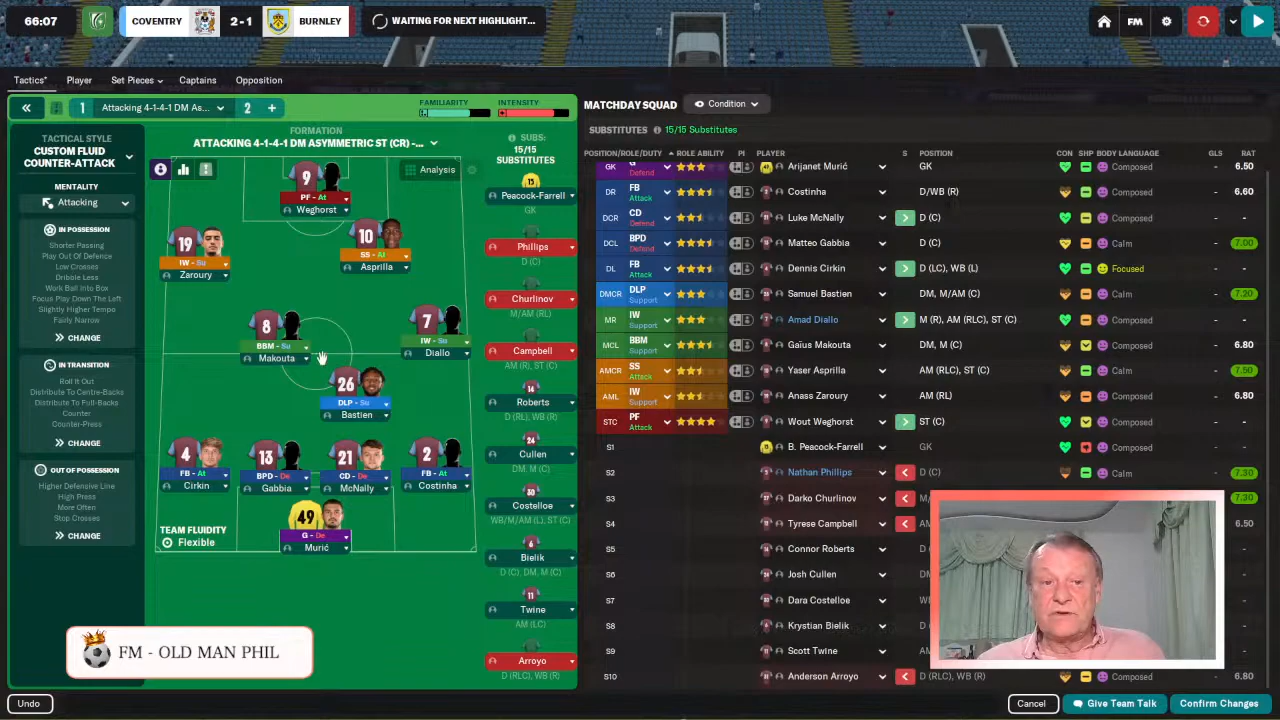 66:07
COVENTRY
2-1
BURNLEY
WAITING FOR NEXT HIGHLIGHT...
FM
Tactics*
Player
Set Pieces
Captains
Opposition
1
Attacking 4-1-4-1 DM As...
2
FAMILIARITY
INTENSITY
TACTICAL STYLE
CUSTOM FLUID
COUNTER-ATTACK
MENTALITY
Attacking
IN POSSESSION
Shorter Passing
Play Out Of Defence
Low Crosses
Dribble Less
Work Ball Into Box
Focus Play Down The Left
Slightly Higher Tempo
Fairly Narrow
CHANGE
IN TRANSITION
Roll It Out
Distribute To Centre-Backs
Distribute To Full-Backs
Counter
Counter-Press
CHANGE
OUT OF POSSESSION
Higher Defensive Line
High Press
More Often
Stop Crosses
CHANGE
FORMATION
ATTACKING 4-1-4-1 DM ASYMMETRIC ST (CR) -...
Analysis
9
PF - At
Weghorst
19
IW - Su
Zaroury
10
SS - At
Asprilla
8
BBM - Su
Makouta
7
IW - Su
Diallo
26
DLP - Su
Bastien
4
FB - At
Cirkin
13
BPD - De
Gabbia
21
CD - De
McNally
2
FB - At
Costinha
49
G - De
Murić
TEAM FLUIDITY
Flexible
SUBS:
15/15
SUBSTITUTES
Peacock-Farrell
GK
Phillips
D (C)
Churlinov
M/AM (RL)
Campbell
AM (R), ST (C)
Roberts
D (RL), WB (R)
Cullen
DM, M (C)
Costelloe
WB/M/AM (L), ST (C)
Bielik
D (C), DM, M (C)
Twine
AM (LC)
Arroyo
D (RLC), WB (R)
MATCHDAY SQUAD
Condition
SUBSTITUTES 15/15 Substitutes
POSITION/ROLE/DUTY ROLE ABILITY PI PLAYER S POSITION CON SHP BODY LANGUAGE GLS RAT
GK G Defend Arijanet Murić GK Composed - 6.50
DR FB Attack Costinha D/WB (R) Composed - 6.60
DCR CD Defend Luke McNally D (C) Composed - -
DCL BPD Defend Matteo Gabbia D (C) Calm - 7.00
DL FB Attack Dennis Cirkin D (LC), WB (L) Focused - -
DMCR DLP Support Samuel Bastien DM, M/AM (C) Calm - 7.20
MR IW Support Amad Diallo M (R), AM (RLC), ST (C) Composed - -
MCL BBM Support Gaïus Makouta DM, M (C) Composed - 6.80
AMCR SS Attack Yaser Asprilla AM (RLC), ST (C) Composed - 7.50
AML IW Support Anass Zaroury AM (RL) Composed - 6.80
STC PF Attack Wout Weghorst ST (C) Composed - -
S1 B. Peacock-Farrell GK Composed - -
S2 Nathan Phillips D (C) Calm - 7.30
S3 Darko Churlinov
S4 Tyrese Campbell 6.50
S5 Connor Roberts
S6 Josh Cullen
S7 Dara Costelloe
S8 Krystian Bielik
S9 Scott Twine
S10 Anderson Arroyo D (RLC), WB (R) Composed - 6.80
FM - OLD MAN PHIL
Undo
Cancel
Give Team Talk
Confirm Changes